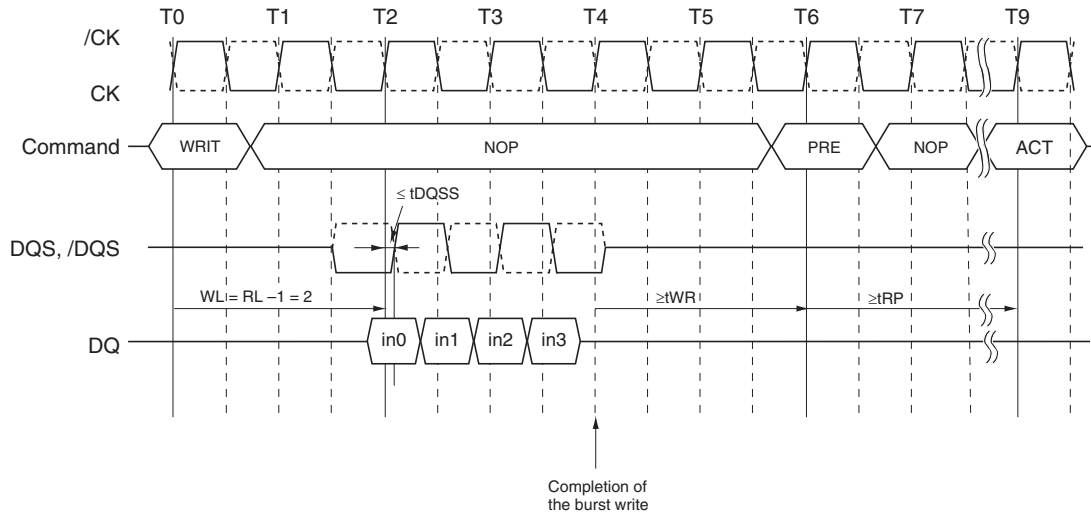 T0 T1 T2 T3 T4 T5 T6 T7 T9
/CK
CK
Command WRIT NOP PRE NOP ACT
≤ tDQSS
DQS, /DQS
WL = RL –1 = 2 ≥tWR ≥tRP
DQ in0 in1 in2 in3
Completion of
the burst write